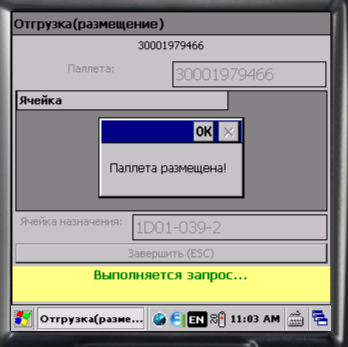 Отгрузка(размещение)
30001979466
Паллета: 30001979466
Ячейка
OK
Паллета размещена!
Ячейка назначения: 1D01-039-2
Завершить (ESC)
Выполняется запрос...
Отгрузка(разме... EN 11:03 AM